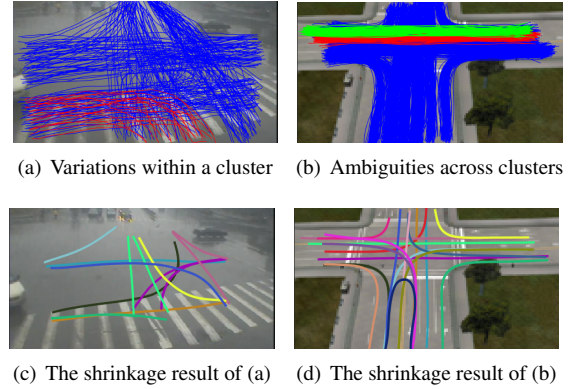 (a) Variations within a cluster
(b) Ambiguities across clusters
(c) The shrinkage result of (a)
(d) The shrinkage result of (b)